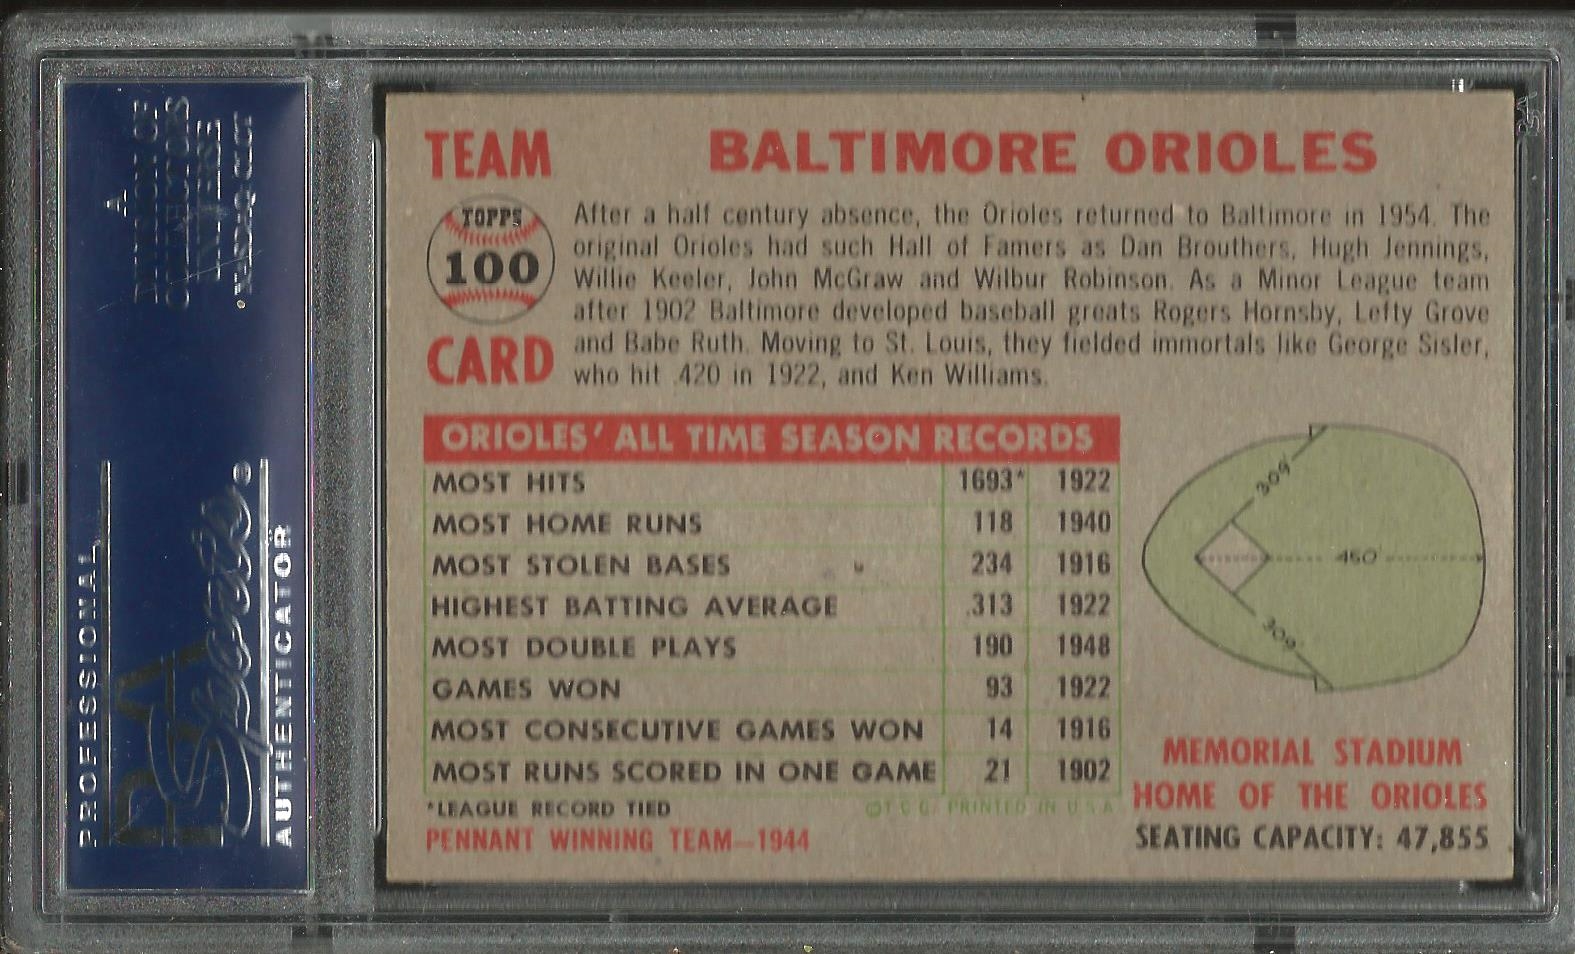 TEAM
BALTIMORE ORIOLES
TOPPS
100
CARD
After a half century absence, the Orioles returned to Baltimore in 1954. The
original Orioles had such Hall of Famers as Dan Brouthers, Hugh Jennings,
Willie Keeler, John McGraw and Wilbur Robinson. As a Minor League team
after 1902 Baltimore developed baseball greats Rogers Hornsby, Lefty Grove
and Babe Ruth. Moving to St. Louis, they fielded immortals like George Sisler,
who hit .420 in 1922, and Ken Williams.
ORIOLES' ALL TIME SEASON RECORDS
MOST HITS 1693* 1922
MOST HOME RUNS 118 1940
MOST STOLEN BASES 234 1916
HIGHEST BATTING AVERAGE .313 1922
MOST DOUBLE PLAYS 190 1948
GAMES WON 93 1922
MOST CONSECUTIVE GAMES WON 14 1916
MOST RUNS SCORED IN ONE GAME 21 1902
*LEAGUE RECORD TIED
©T.C.G. PRINTED IN U.S.A.
PENNANT WINNING TEAM—1944
309'
450'
309'
MEMORIAL STADIUM
HOME OF THE ORIOLES
SEATING CAPACITY: 47,855
PROFESSIONAL
PSA
Sports®
AUTHENTICATOR
A
DIVISION OF
COLLECTORS
UNIVERSE